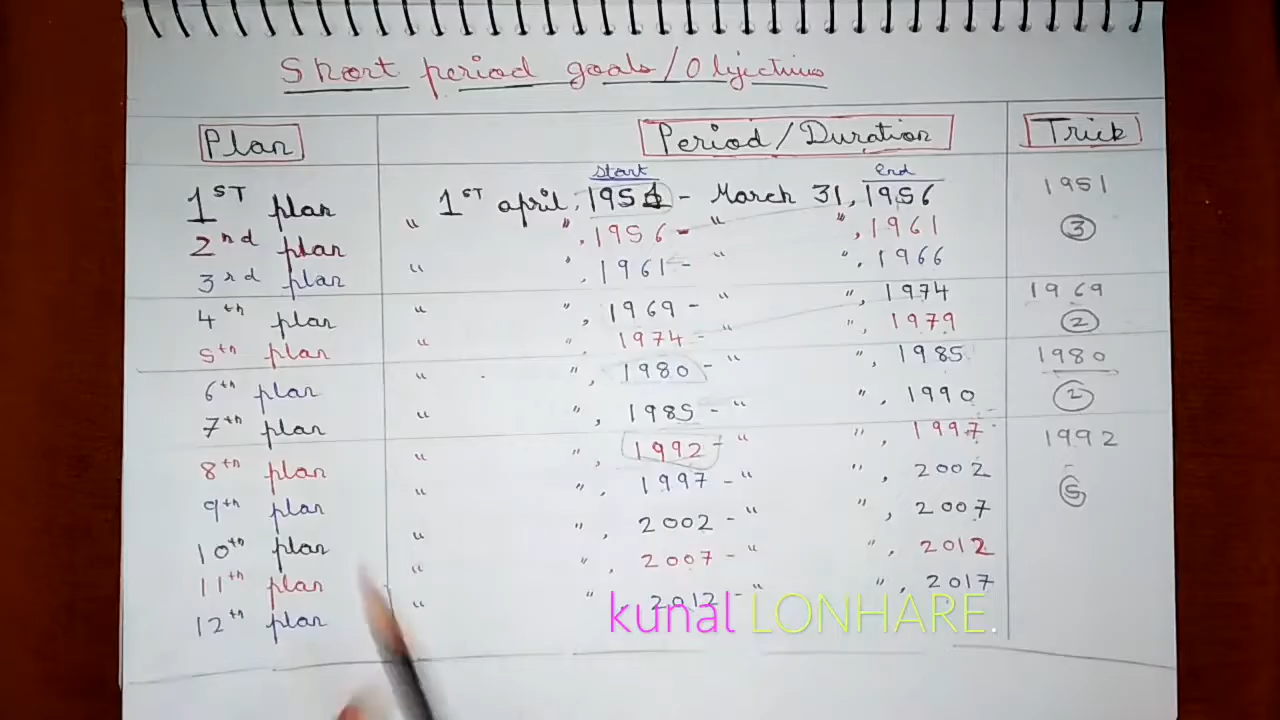 Short period goals/Objectives
Plan Period/Duration Trick
start end
1ST plan 1ST april, 1951 - March 31, 1956 1951
2nd plan " ", 1956 - " ", 1961 3
3rd plan " ", 1961 - " ", 1966
4th plan " ", 1969 - " ", 1974 1969
5th plan " ", 1974 - " ", 1979 2
6th plan " ", 1980 - " ", 1985 1980
7th plan " ", 1985 - " ", 1990 2
8th plan " ", 1992 - " ", 1997 1992
9th plan " ", 1997 - " ", 2002 5
10th plan " ", 2002 - " ", 2007
11th plan " ", 2007 - " ", 2012
12th plan " ", 2012 - " ", 2017
kunal LONHARE.